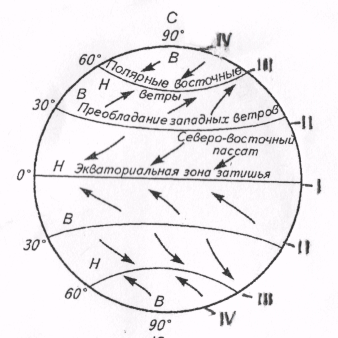 С
90°
IV
60°
В
III
Полярные восточные
Н
ветры
30°
В
Преобладание западных ветров
II
Северо-восточный
пассат
Н
Экваториальная зона затишья
0°
I
В
30°
II
Н
60°
III
В
IV
90°